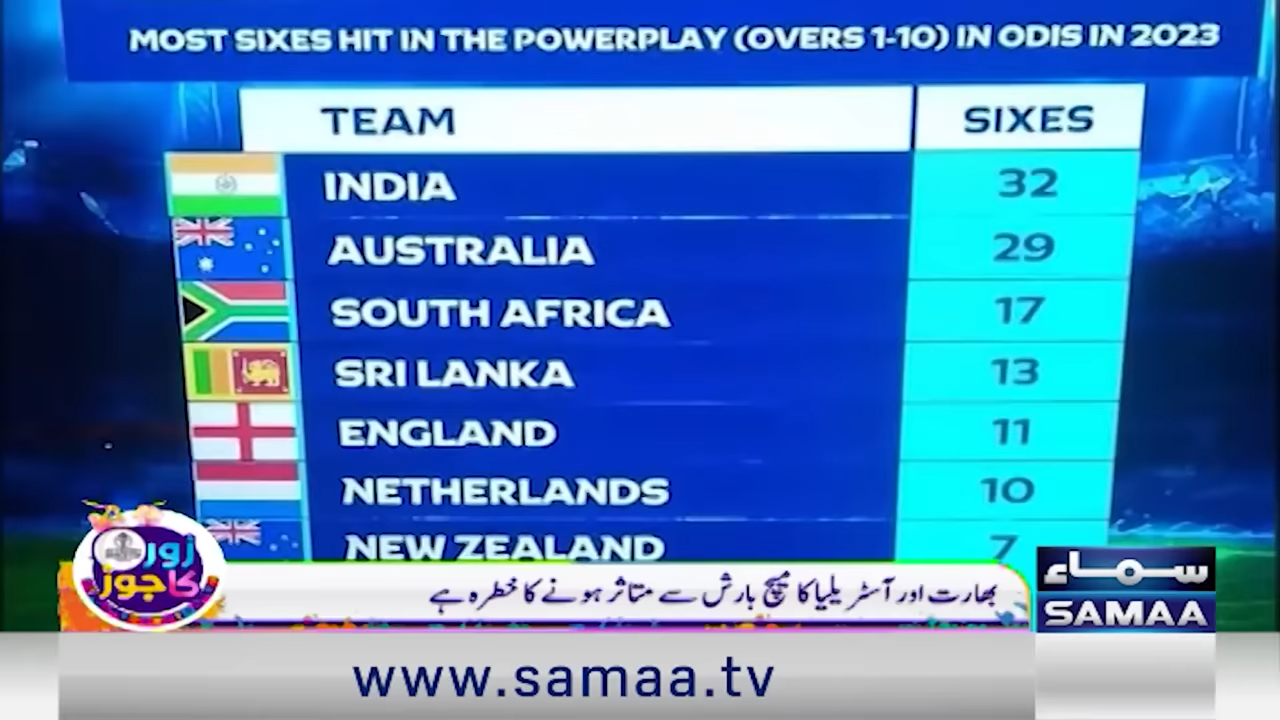 MOST SIXES HIT IN THE POWERPLAY (OVERS 1-10) IN ODIS IN 2023
TEAM SIXES
INDIA 32
AUSTRALIA 29
SOUTH AFRICA 17
SRI LANKA 13
ENGLAND 11
NETHERLANDS 10
NEW ZEALAND 7
زور
کا جوڑ
بھارت اور آسٹریلیا کا میچ بارش سے متاثر ہونے کا خطرہ ہے
سماء
SAMAA
www.samaa.tv